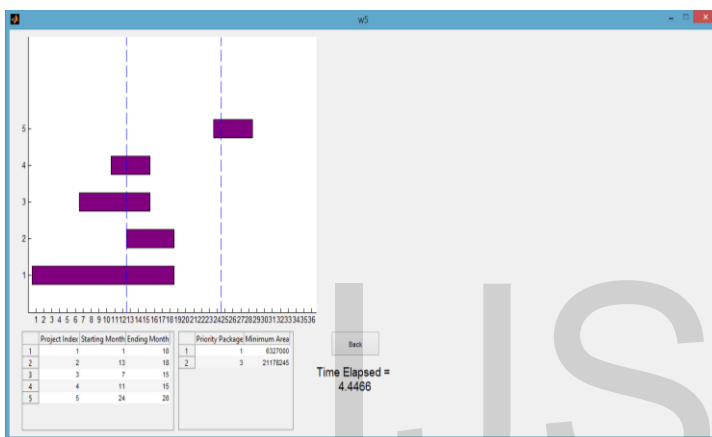 w5
5
4
3
2
1
1 2 3 4 5 6 7 8 9 10 11 12 13 14 15 16 17 18 19 20 21 22 23 24 25 26 27 28 29 30 31 32 33 34 35 36
Project Index Starting Month Ending Month
1 1 1 18
2 2 13 18
3 3 7 15
4 4 11 15
5 5 24 28
Priority Package Minimum Area
1 1 6327000
2 3 21178245
Back
Time Elapsed =
4.4466
IJS